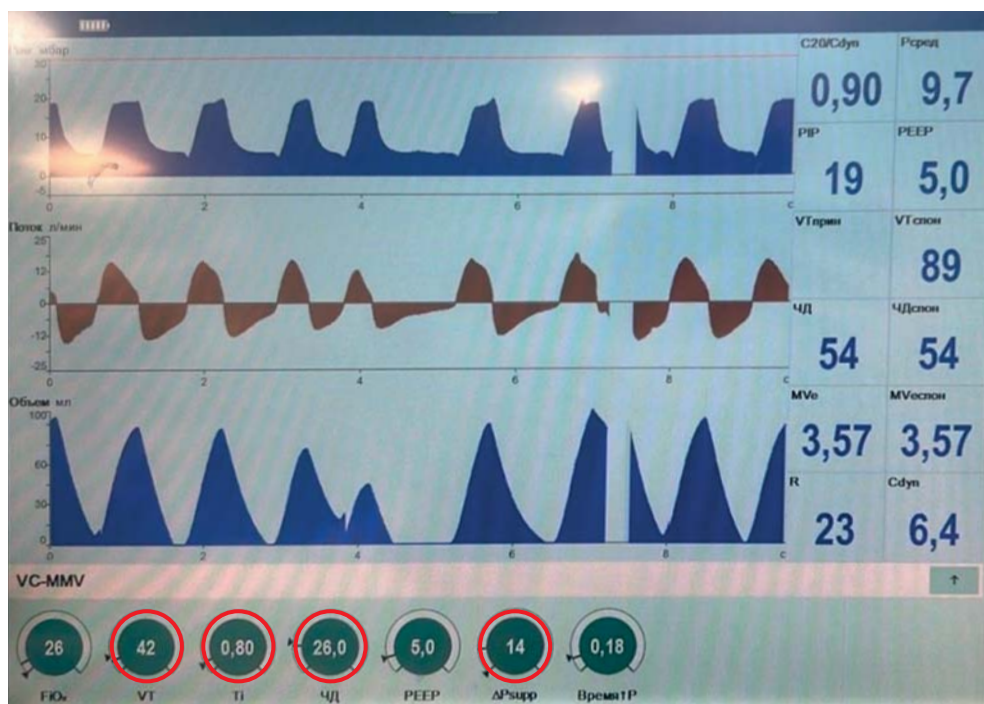 C20/Cdyn Pсред
Paw мбар
30
0,90 9,7
20
10
PIP PEEP
0
19 5,0
-5
0 2 4 6 8 с
Поток л/мин
VTприн VTспон
25
12
89
0
ЧД ЧДспон
-12
54 54
-25
0 2 4 6 8 с
Объем мл
MVe MVeспон
100
3,57 3,57
60
R Cdyn
30
23 6,4
0
0 2 4 6 8 с
VC-MMV ↑
26 42 0,80 26,0 5,0 14 0,18
FiO₂ VT Ti ЧД PEEP ΔPsupp Время↑P